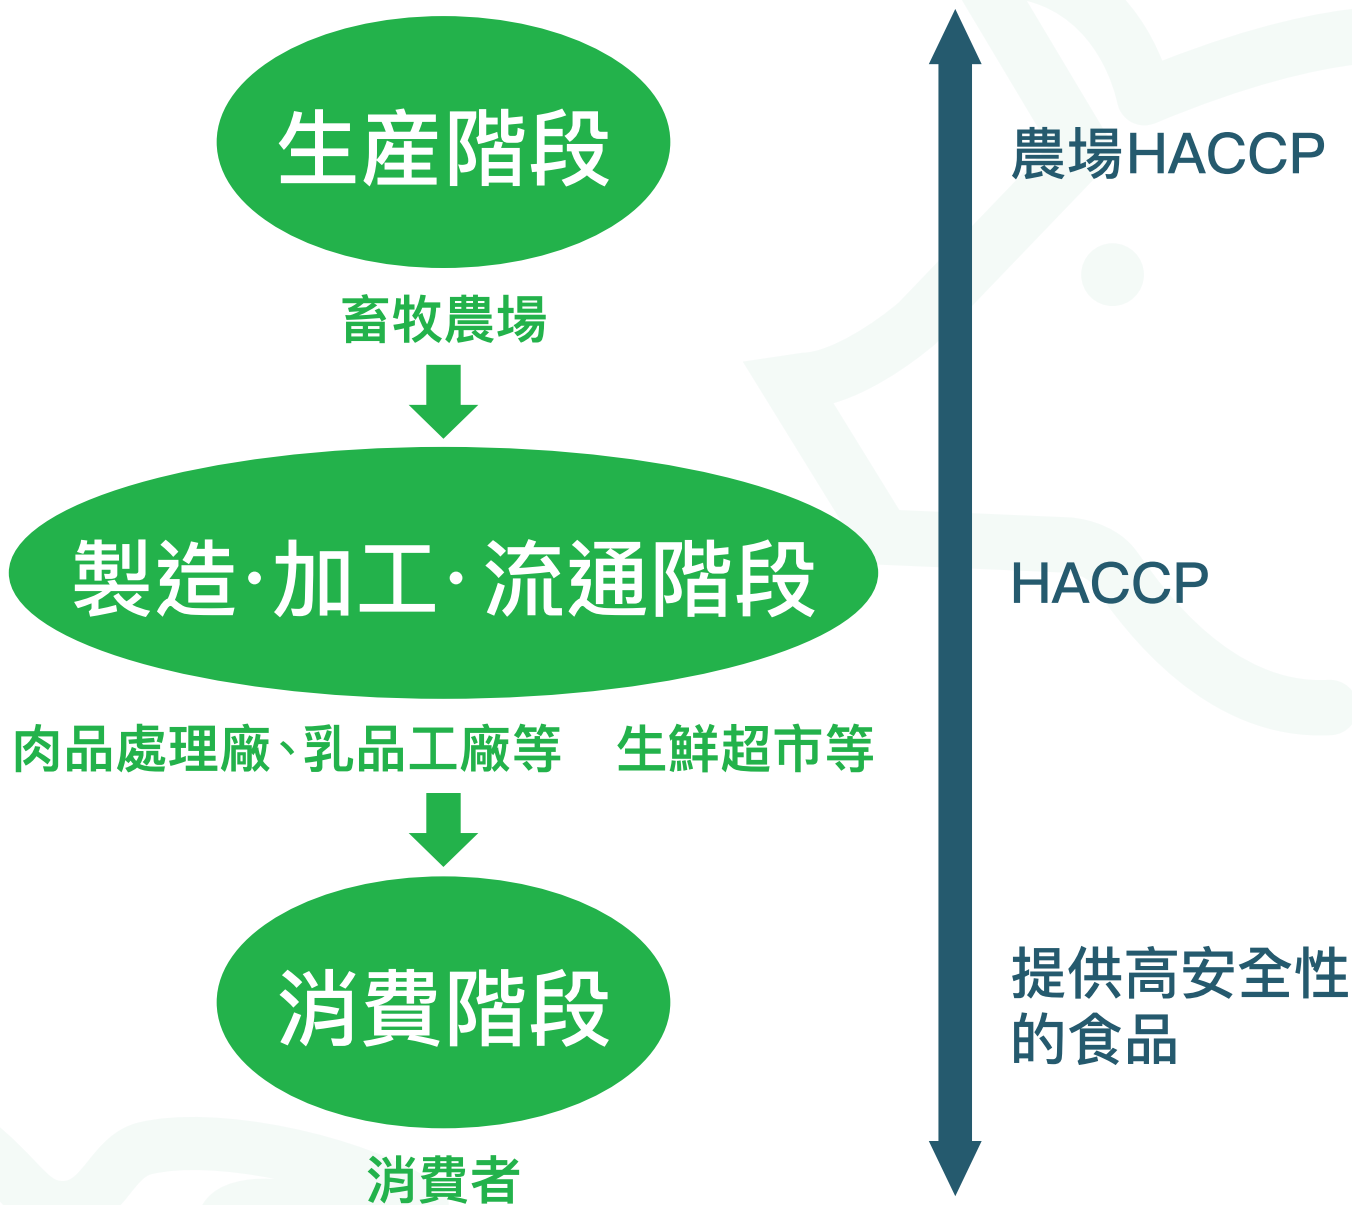 生産階段
農場HACCP
畜牧農場
製造·加工·流通階段
HACCP
肉品處理廠、乳品工廠等　生鮮超市等
消費階段
提供高安全性
的食品
消費者